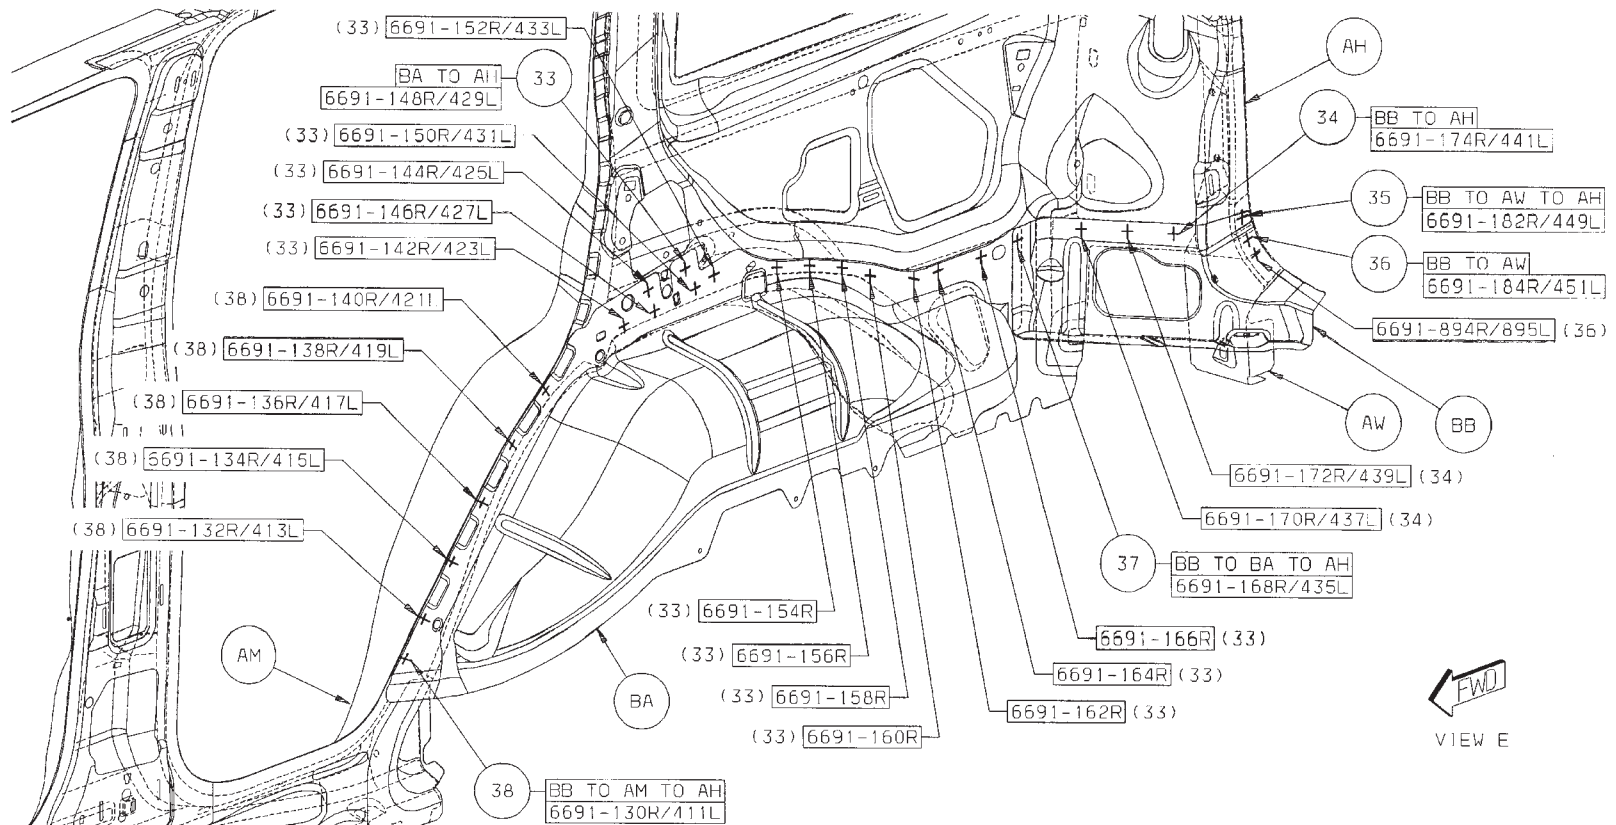 (33) 6691-152R/433L
AH
BA TO AH
33
6691-148R/429L
34
BB TO AH
6691-174R/441L
(33) 6691-150R/431L
(33) 6691-144R/425L
35
BB TO AW TO AH
6691-182R/449L
(33) 6691-146R/427L
(33) 6691-142R/423L
36
BB TO AW
6691-184R/451L
(38) 6691-140R/421L
6691-894R/895L (36)
(38) 6691-138R/419L
(38) 6691-136R/417L
AW
BB
(38) 6691-134R/415L
6691-172R/439L (34)
6691-170R/437L (34)
(38) 6691-132R/413L
37
BB TO BA TO AH
6691-168R/435L
(33) 6691-154R
6691-166R (33)
AM
(33) 6691-156R
6691-164R (33)
BA
(33) 6691-158R
6691-162R (33)
(33) 6691-160R
FWD
VIEW E
38
BB TO AM TO AH
6691-130R/411L